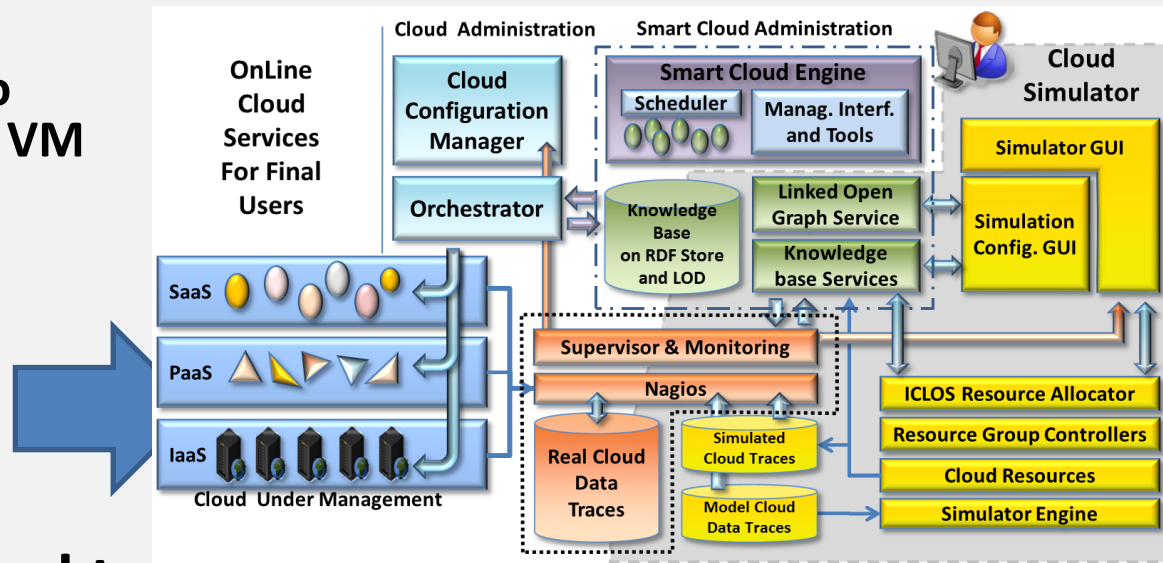 VM
Cloud Administration
Smart Cloud Administration
OnLine
Cloud
Services
For Final
Users
Cloud
Configuration
Manager
Orchestrator
Smart Cloud Engine
Scheduler
Manag. Interf.
and Tools
Cloud
Simulator
Simulator GUI
Simulation
Config. GUI
Knowledge
Base
on RDF Store
and LOD
Linked Open
Graph Service
Knowledge
base Services
SaaS
PaaS
IaaS
Cloud Under Management
Supervisor & Monitoring
Nagios
Real Cloud
Data
Traces
Simulated
Cloud Traces
Model Cloud
Data Traces
ICLOS Resource Allocator
Resource Group Controllers
Cloud Resources
Simulator Engine